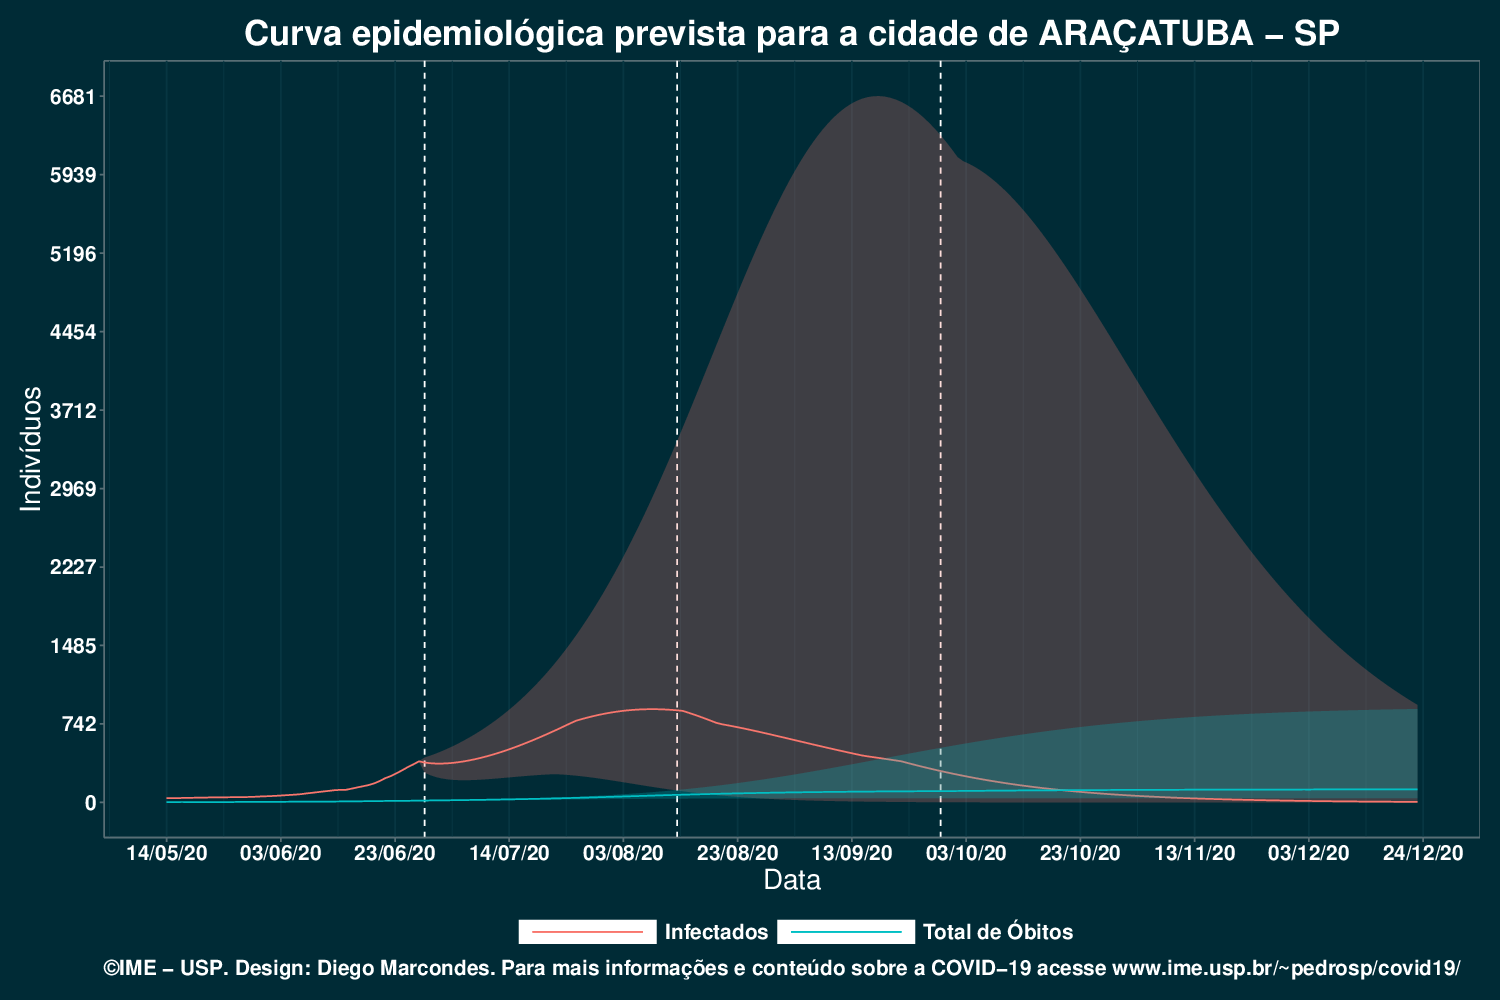 Curva epidemiológica prevista para a cidade de ARAÇATUBA – SP
6681
5939
5196
4454
3712
2969
2227
1485
742
0
Indivíduos
14/05/20 03/06/20 23/06/20 14/07/20 03/08/20 23/08/20 13/09/20 03/10/20 23/10/20 13/11/20 03/12/20 24/12/20
Data
Infectados Total de Óbitos
©IME – USP. Design: Diego Marcondes. Para mais informações e conteúdo sobre a COVID–19 acesse www.ime.usp.br/~pedrosp/covid19/